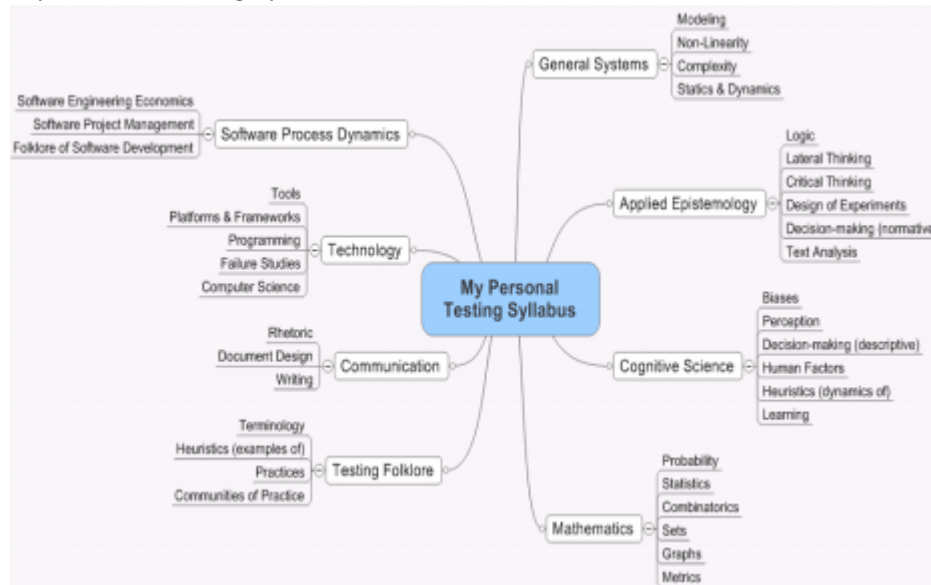 Modeling
Non-Linearity
General Systems
Complexity
Statics & Dynamics
Software Engineering Economics
Software Project Management
Software Process Dynamics
Folklore of Software Development
Logic
Lateral Thinking
Critical Thinking
Applied Epistemology
Design of Experiments
Decision-making (normative
Text Analysis
Tools
Platforms & Frameworks
Programming
Technology
Failure Studies
Computer Science
My Personal
Testing Syllabus
Biases
Perception
Decision-making (descriptive)
Cognitive Science
Human Factors
Heuristics (dynamics of)
Learning
Rhetoric
Document Design
Communication
Writing
Terminology
Heuristics (examples of)
Practices
Testing Folklore
Communities of Practice
Probability
Statistics
Combinatorics
Mathematics
Sets
Graphs
Metrics